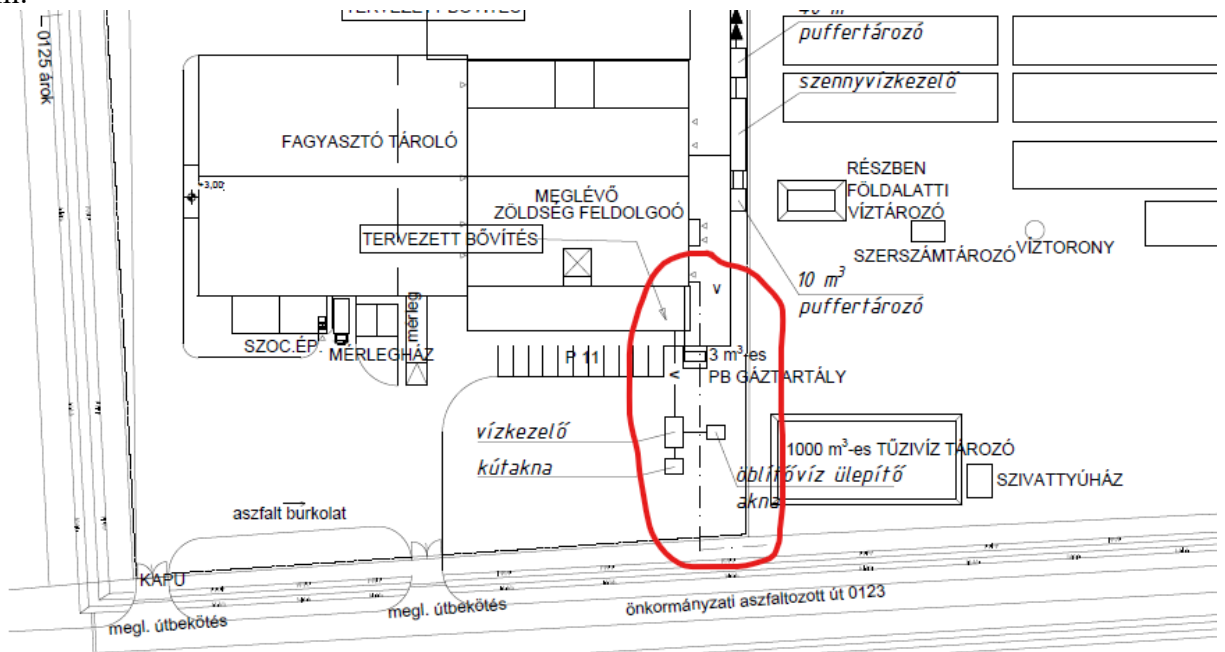 TERVEZETT BŐVÍTÉS
puffertározó
0125 árok
szennyvízkezelő
FAGYASZTÓ TÁROLÓ
RÉSZBEN
FÖLDALATTI
VÍZTÁROZÓ
+3,00
MEGLÉVŐ
ZÖLDSÉG FELDOLGOÓ
TERVEZETT BŐVÍTÉS
SZERSZÁMTÁROZÓ
VÍZTORONY
10 m³
puffertározó
mérleg
SZOC.ÉP.
MÉRLEGHÁZ
P 11
3 m³-es
PB GÁZTARTÁLY
vízkezelő
kútakna
1000 m³-es TŰZIVÍZ TÁROZÓ
öblítővíz ülepítő
akna
SZIVATTYÚHÁZ
aszfalt burkolat
KAPU
megl. útbekötés
megl. útbekötés
önkormányzati aszfaltozott út 0123